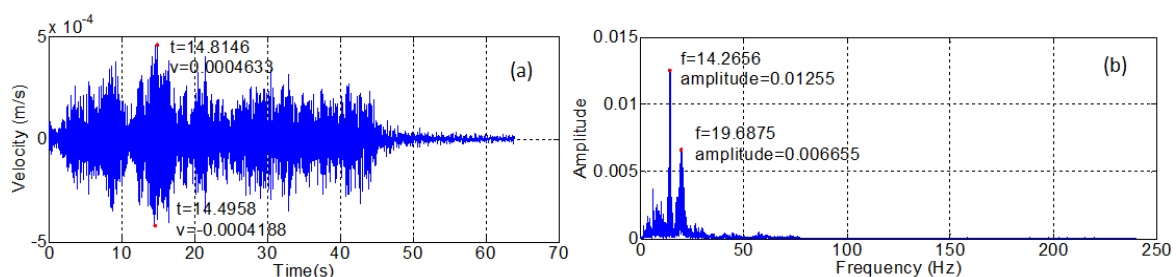 5 x 10-4
t=14.8146
v=0.0004633
(a)
Velocity (m/s)
0
t=14.4958
v=-0.0004188
-5
0 10 20 30 40 50 60 70
Time(s)
0.015
f=14.2656
amplitude=0.01255
(b)
0.01
f=19.6875
amplitude=0.006655
Amplitude
0.005
0
0 50 100 150 200 250
Frequency (Hz)